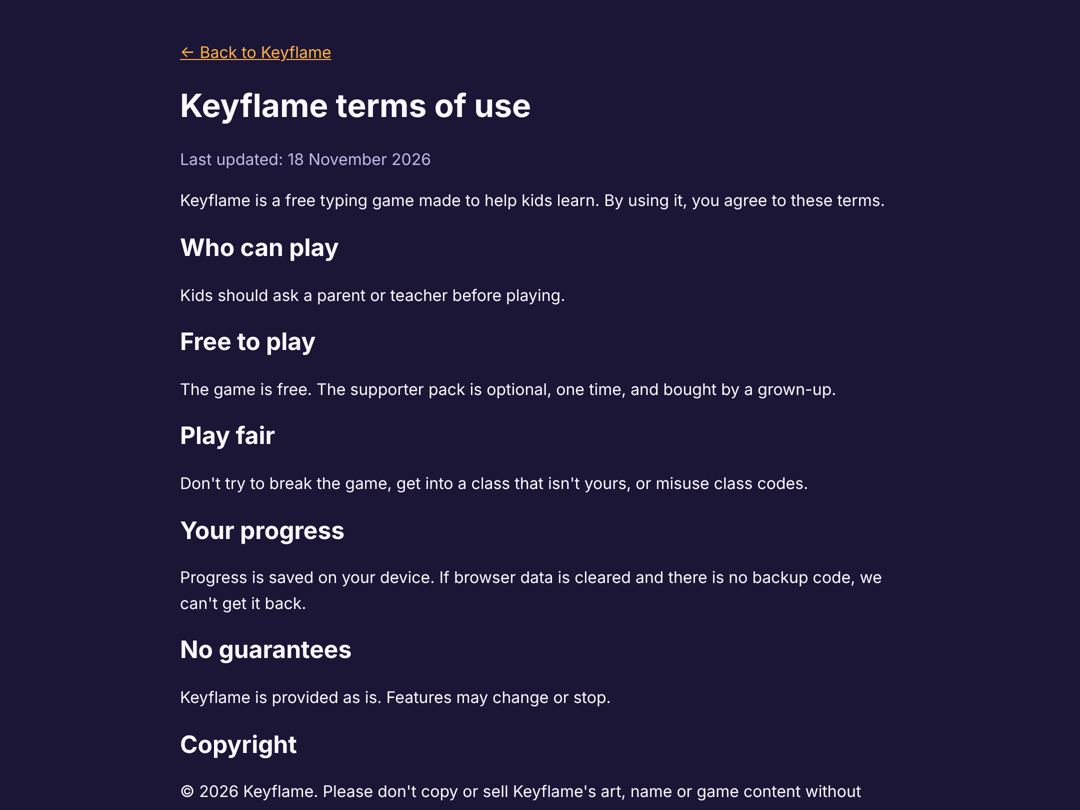 ← Back to Keyflame
Keyflame terms of use
Last updated: 18 November 2026
Keyflame is a free typing game made to help kids learn. By using it, you agree to these terms.
Who can play
Kids should ask a parent or teacher before playing.
Free to play
The game is free. The supporter pack is optional, one time, and bought by a grown-up.
Play fair
Don't try to break the game, get into a class that isn't yours, or misuse class codes.
Your progress
Progress is saved on your device. If browser data is cleared and there is no backup code, we
can't get it back.
No guarantees
Keyflame is provided as is. Features may change or stop.
Copyright
© 2026 Keyflame. Please don't copy or sell Keyflame's art, name or game content without